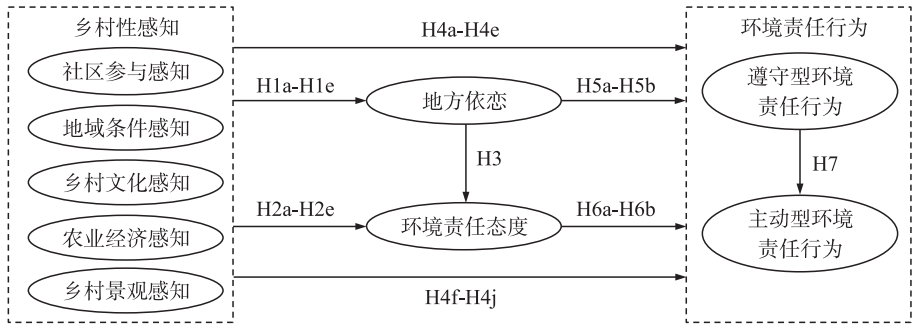 乡村性感知
社区参与感知
地域条件感知
乡村文化感知
农业经济感知
乡村景观感知
H4a-H4e
H1a-H1e
地方依恋
H5a-H5b
H3
H2a-H2e
环境责任态度
H6a-H6b
H4f-H4j
环境责任行为
遵守型环境
责任行为
H7
主动型环境
责任行为